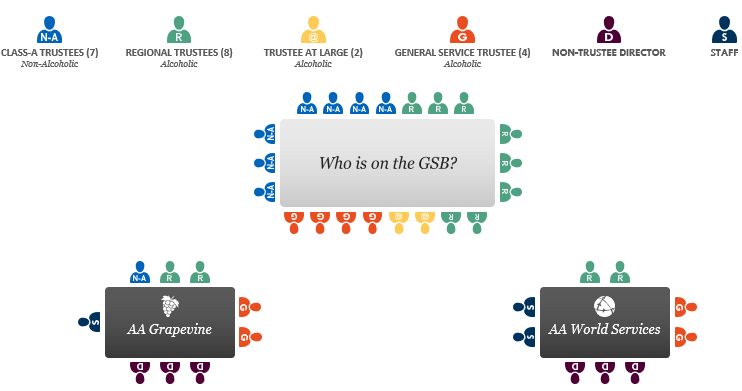 N-A R @ G D S
CLASS-A TRUSTEES (7) REGIONAL TRUSTEES (8) TRUSTEE AT LARGE (2) GENERAL SERVICE TRUSTEE (4) NON-TRUSTEE DIRECTOR STAFF
Non-Alcoholic Alcoholic Alcoholic Alcoholic
N-A N-A N-A N-A R R R
N-A R
Who is on the GSB?
N-A R
N-A R
G G G G @ @ R R
N-A R R
R R
S
AA Grapevine
G
G
S
S
AA World Services
G
G
D D D
D D D